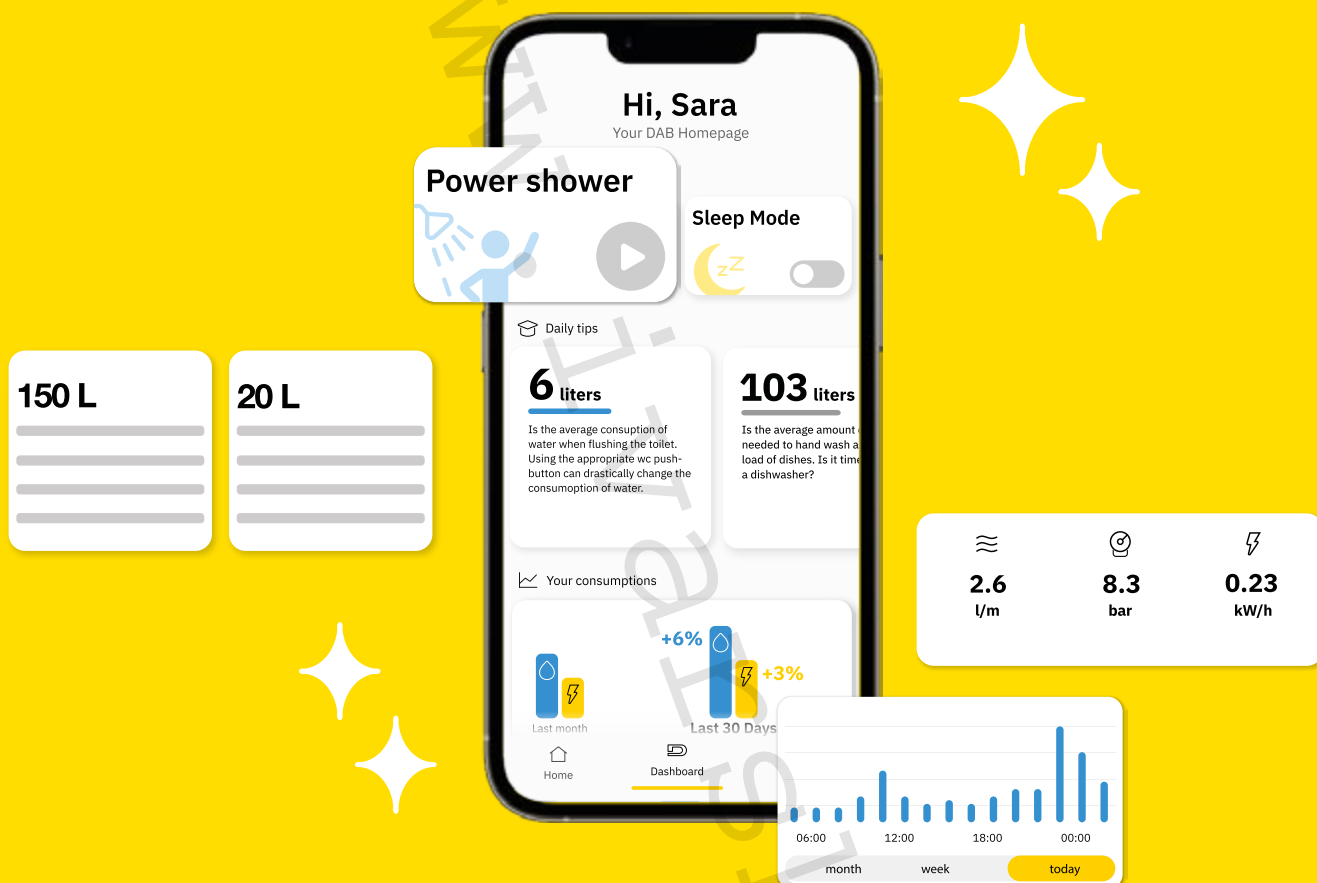 Hi, Sara
Your DAB Homepage
Power shower
Sleep Mode
zZ
Daily tips
6 liters
Is the average consuption of
water when flushing the toilet.
Using the appropriate wc push-
button can drastically change the
consumoption of water.
103 liters
Is the average amount
needed to hand wash a
load of dishes. Is it time
a dishwasher?
150 L
20 L
Your consumptions
+6%
+3%
Last month
Last 30 Days
Home
Dashboard
2.6
l/m
8.3
bar
0.23
kW/h
06:00
12:00
18:00
00:00
month
week
today